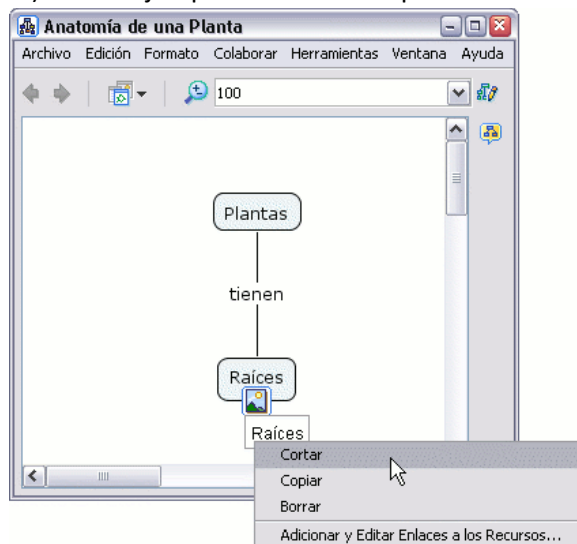 Anatomía de una Planta
Archivo Edición Formato Colaborar Herramientas Ventana Ayuda
100
Plantas
tienen
Raíces
Raíces
Cortar
Copiar
Borrar
Adicionar y Editar Enlaces a los Recursos...